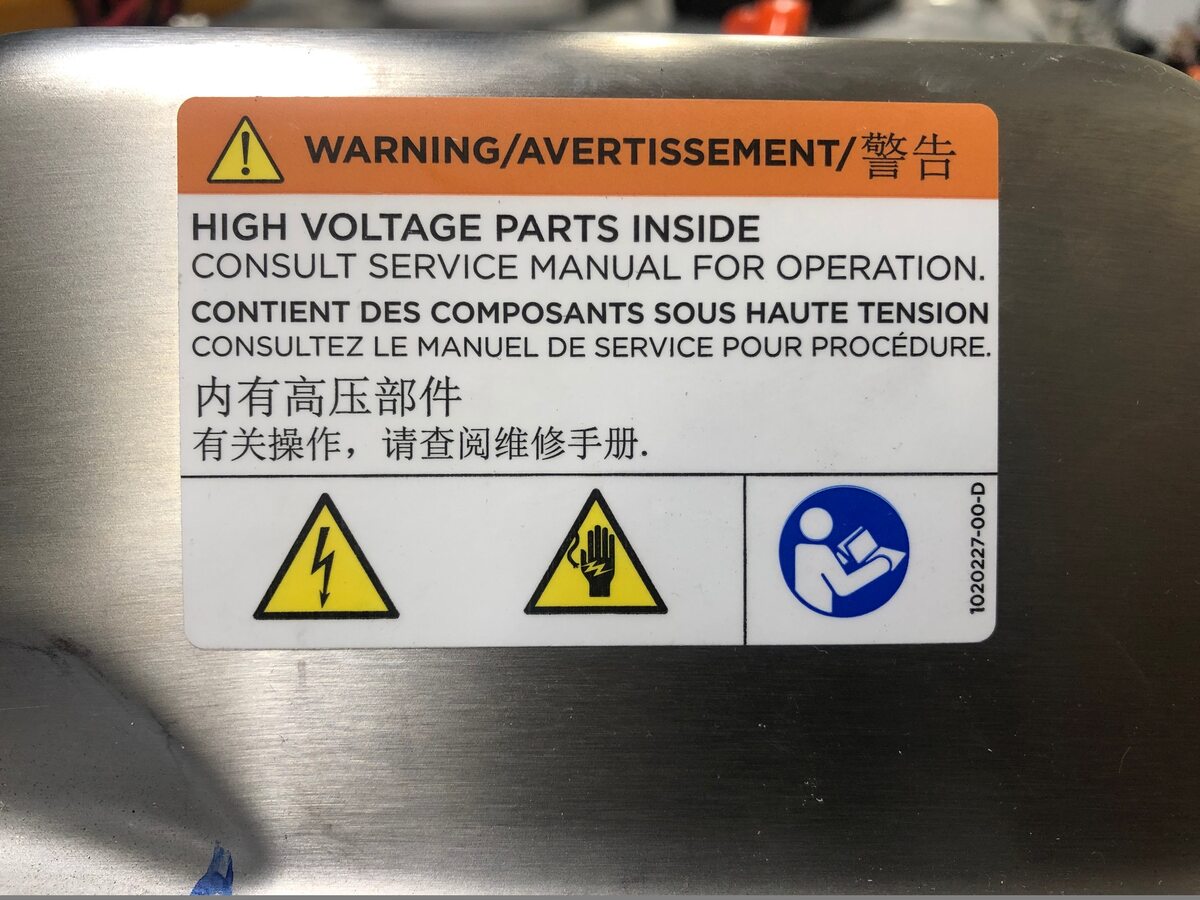 WARNING/AVERTISSEMENT/警告
HIGH VOLTAGE PARTS INSIDE
CONSULT SERVICE MANUAL FOR OPERATION.
CONTIENT DES COMPOSANTS SOUS HAUTE TENSION
CONSULTEZ LE MANUEL DE SERVICE POUR PROCÉDURE.
内有高压部件
有关操作，请查阅维修手册.
1020227-00-D